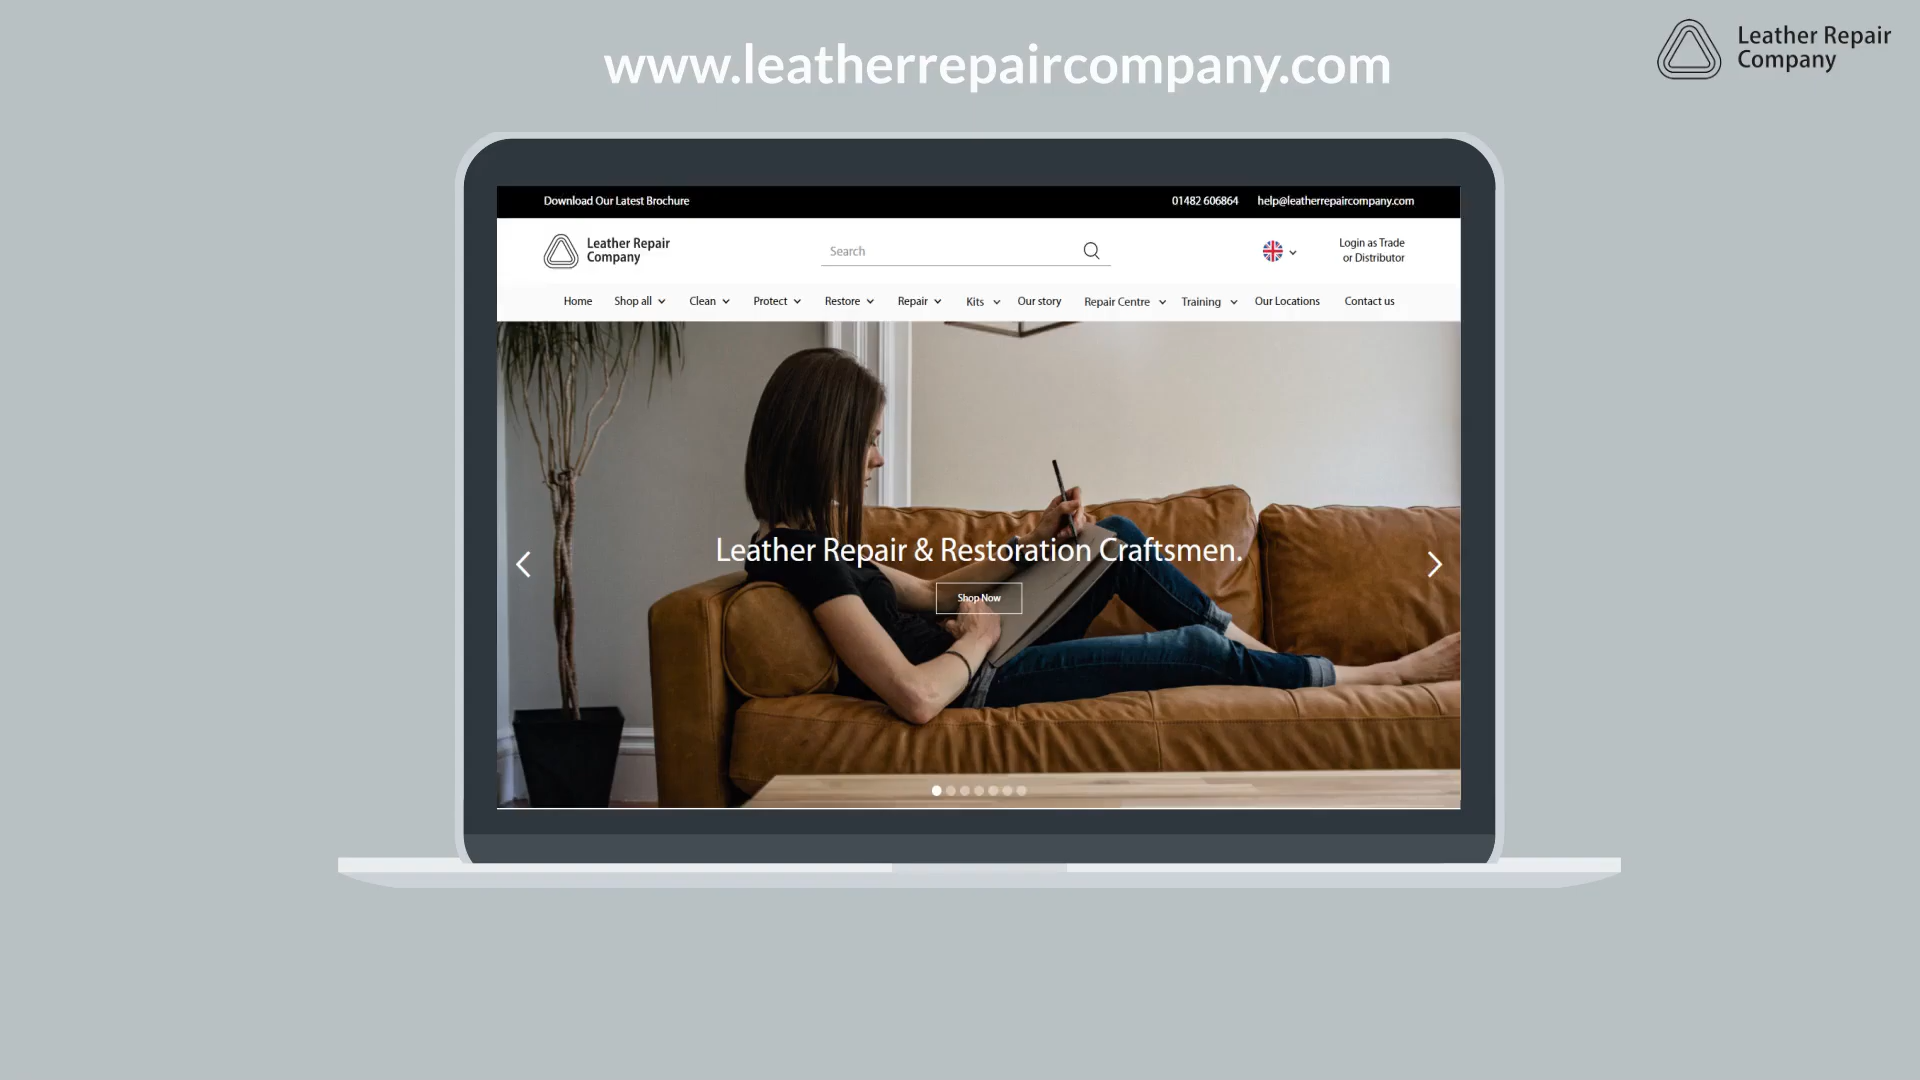 www.leatherrepaircompany.com
Leather Repair
Company
Download Our Latest Brochure
01482 606864
help@leatherrepaircompany.com
Leather Repair
Company
Search
Login as Trade
or Distributor
Home
Shop all
Clean
Protect
Restore
Repair
Kits
Our story
Repair Centre
Training
Our Locations
Contact us
Leather Repair & Restoration Craftsmen.
Shop Now